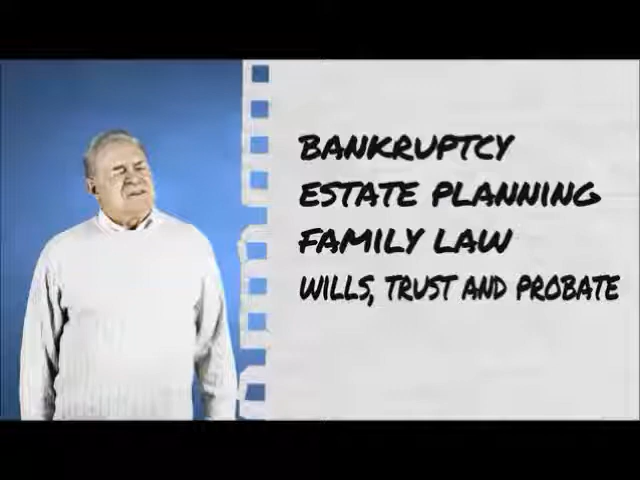 BANKRUPTCY
ESTATE PLANNING
FAMILY LAW
WILLS, TRUST AND PROBATE